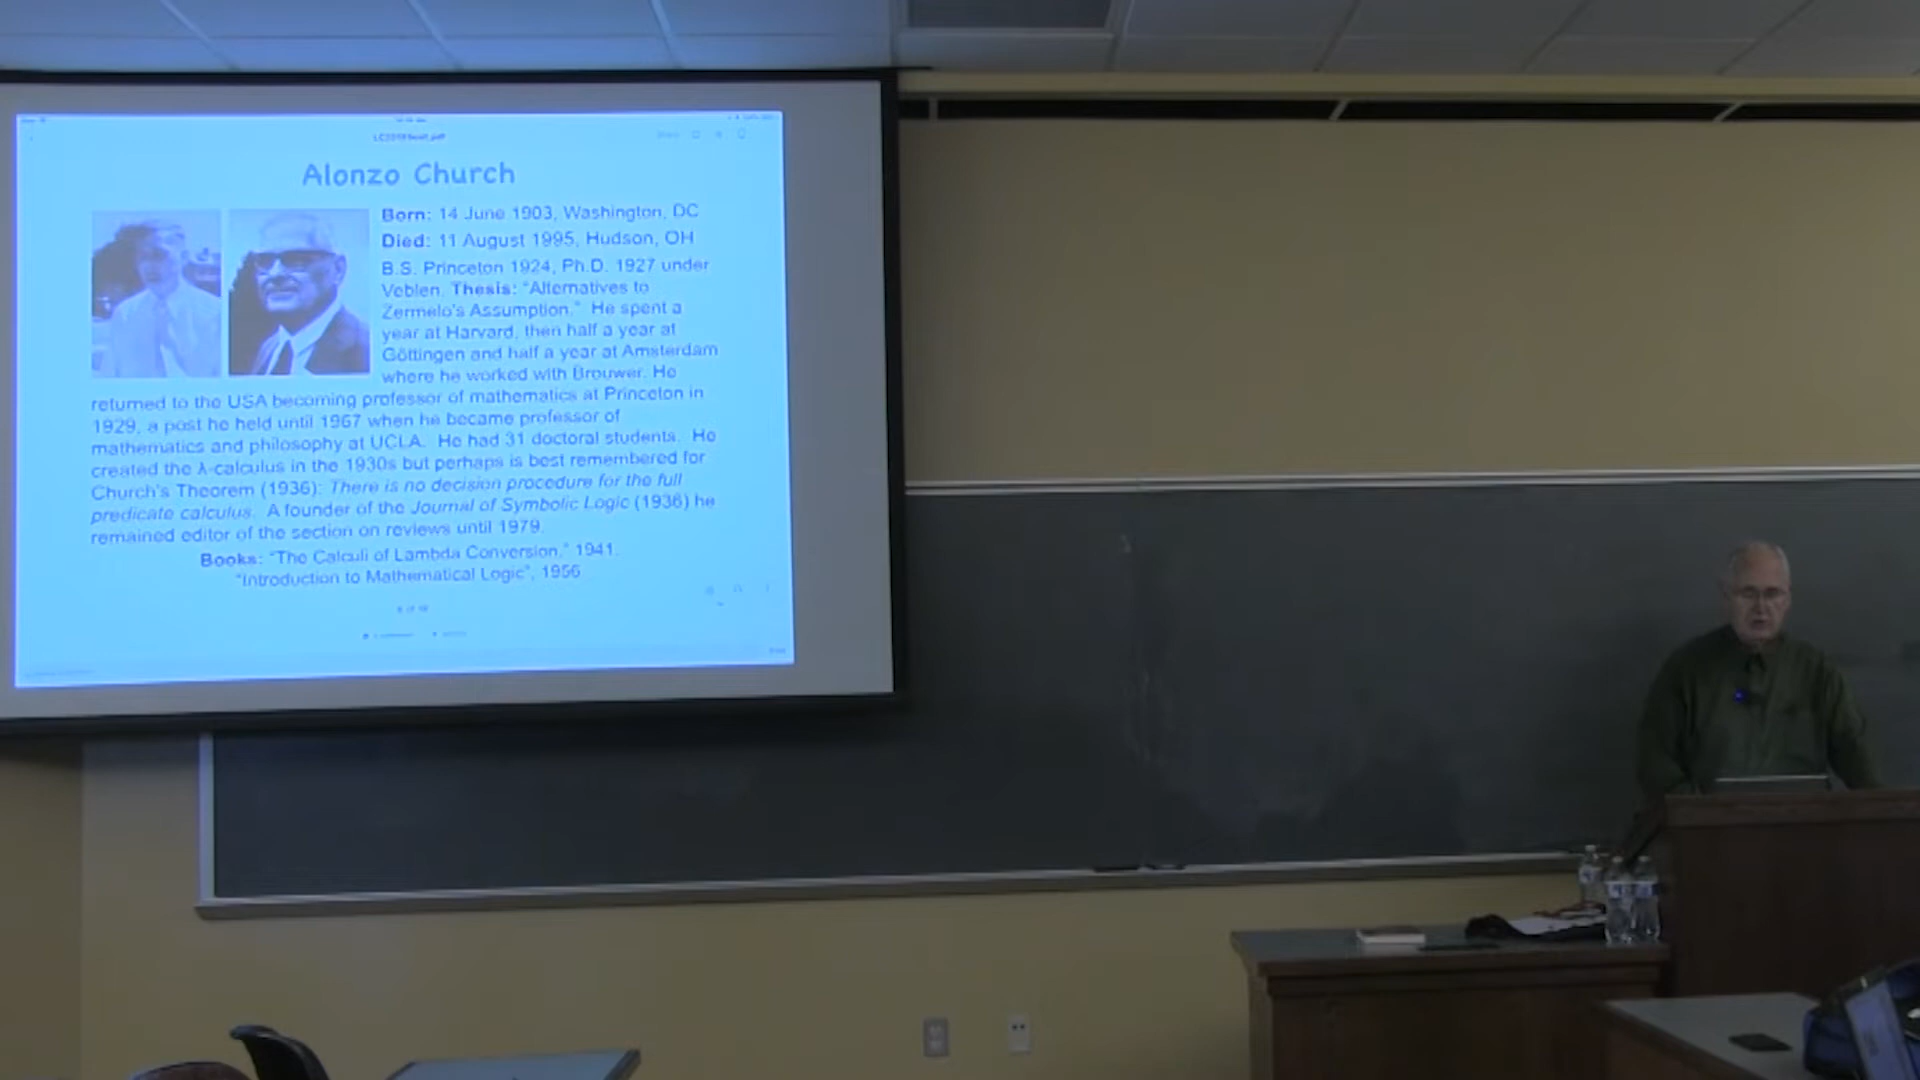 Alonzo Church
Born: 14 June 1903, Washington, DC
Died: 11 August 1995, Hudson, OH
B.S. Princeton 1924, Ph.D. 1927 under
Veblen. Thesis: "Alternatives to
Zermelo's Assumption." He spent a
year at Harvard, then half a year at
Göttingen and half a year at Amsterdam
where he worked with Brouwer. He
returned to the USA becoming professor of mathematics at Princeton in
1929, a post he held until 1967 when he became professor of
mathematics and philosophy at UCLA. He had 31 doctoral students. He
created the λ-calculus in the 1930s but perhaps is best remembered for
Church's Theorem (1936): There is no decision procedure for the full
predicate calculus. A founder of the Journal of Symbolic Logic (1936) he
remained editor of the section on reviews until 1979.
Books: "The Calculi of Lambda Conversion," 1941.
"Introduction to Mathematical Logic", 1956